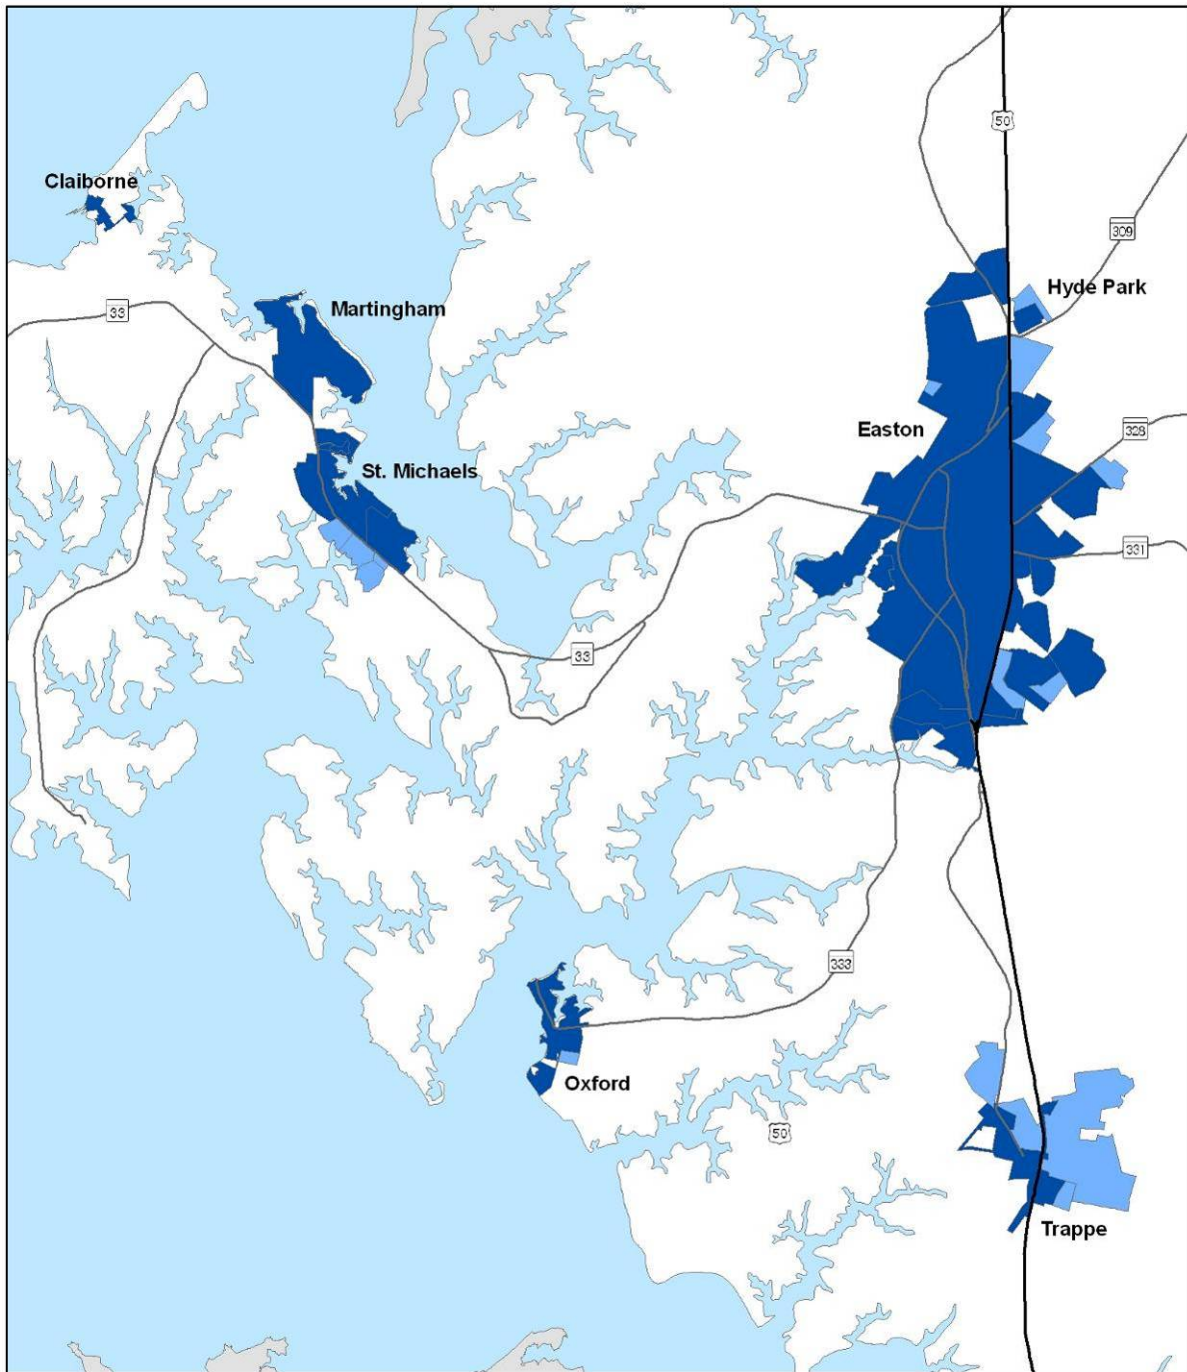 50
Claiborne
309
Hyde Park
33
Martingham
Easton
328
St. Michaels
331
33
333
Oxford
50
Trappe